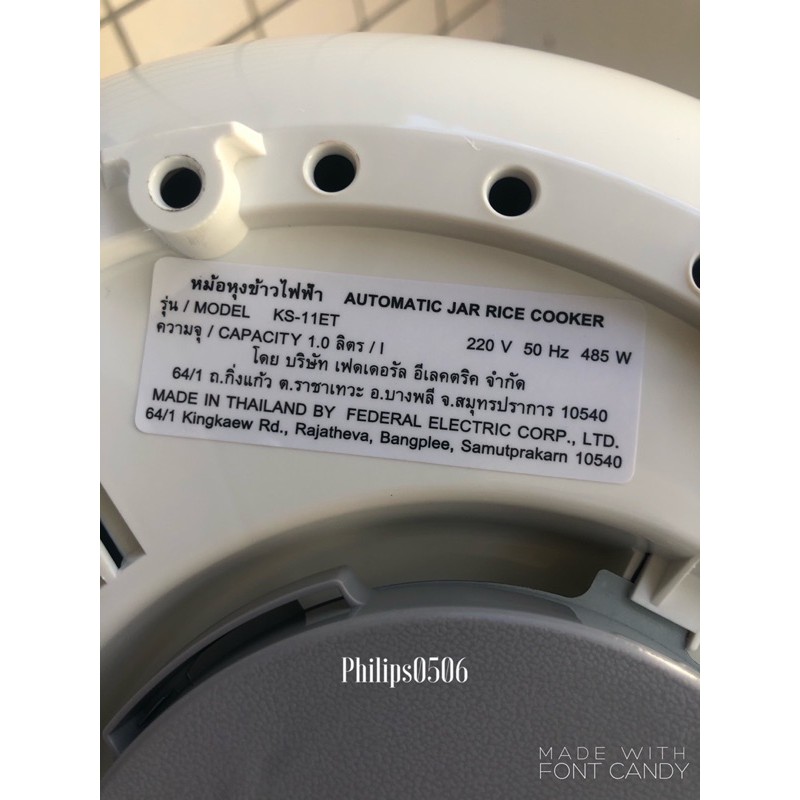 หม้อหุงข้าวไฟฟ้า AUTOMATIC JAR RICE COOKER
รุ่น / MODEL KS-11ET
ความจุ / CAPACITY 1.0 ลิตร / l 220 V 50 Hz 485 W
โดย บริษัท เฟดเดอรัล อีเลคตริค จำกัด
64/1 ถ.กิ่งแก้ว ต.ราชาเทวะ อ.บางพลี จ.สมุทรปราการ 10540
MADE IN THAILAND BY FEDERAL ELECTRIC CORP., LTD.
64/1 Kingkaew Rd., Rajatheva, Bangplee, Samutprakarn 10540
Philips0506
MADE WITH
FONT CANDY